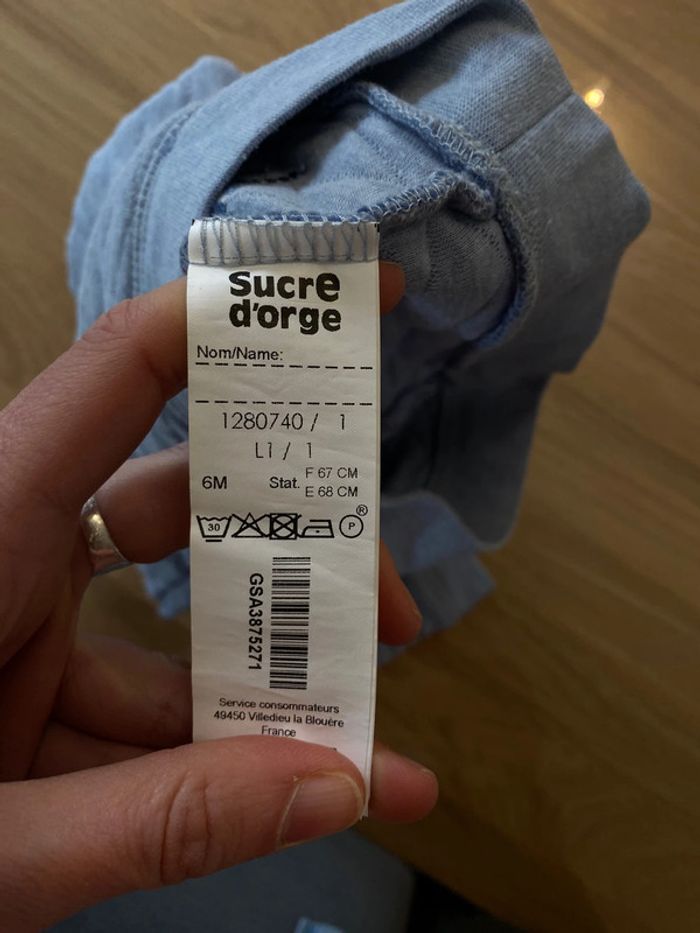 Sucre
d'orge
Nom/Name:
1280740 / 1
L1 / 1
6M Stat. F 67 CM
E 68 CM
30 P ®
GSA3875271
Service consommateurs
49450 Villedieu la Blouère
France